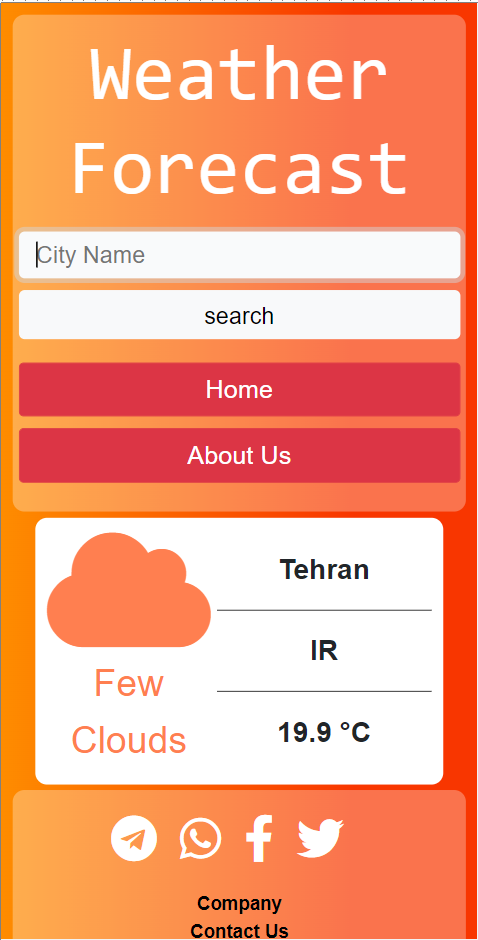 Weather
Forecast
City Name
search
Home
About Us
Few
Clouds
Tehran
IR
19.9 °C
Company
Contact Us